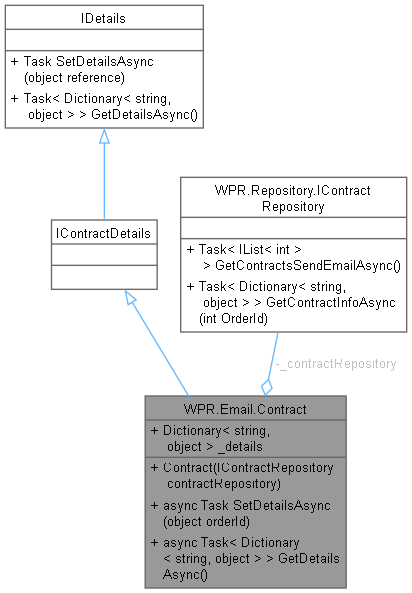 IDetails
+ Task SetDetailsAsync
(object reference)
+ Task< Dictionary< string,
object > > GetDetailsAsync()
WPR.Repository.IContract
Repository
+ Task< IList< int >
> GetContractsSendEmailAsync()
+ Task< Dictionary< string,
object > > GetContractInfoAsync
(int OrderId)
IContractDetails
-_contractRepository
WPR.Email.Contract
+ Dictionary< string,
object > _details
+ Contract(IContractRepository
contractRepository)
+ async Task SetDetailsAsync
(object orderId)
+ async Task< Dictionary
< string, object > > GetDetails
Async()